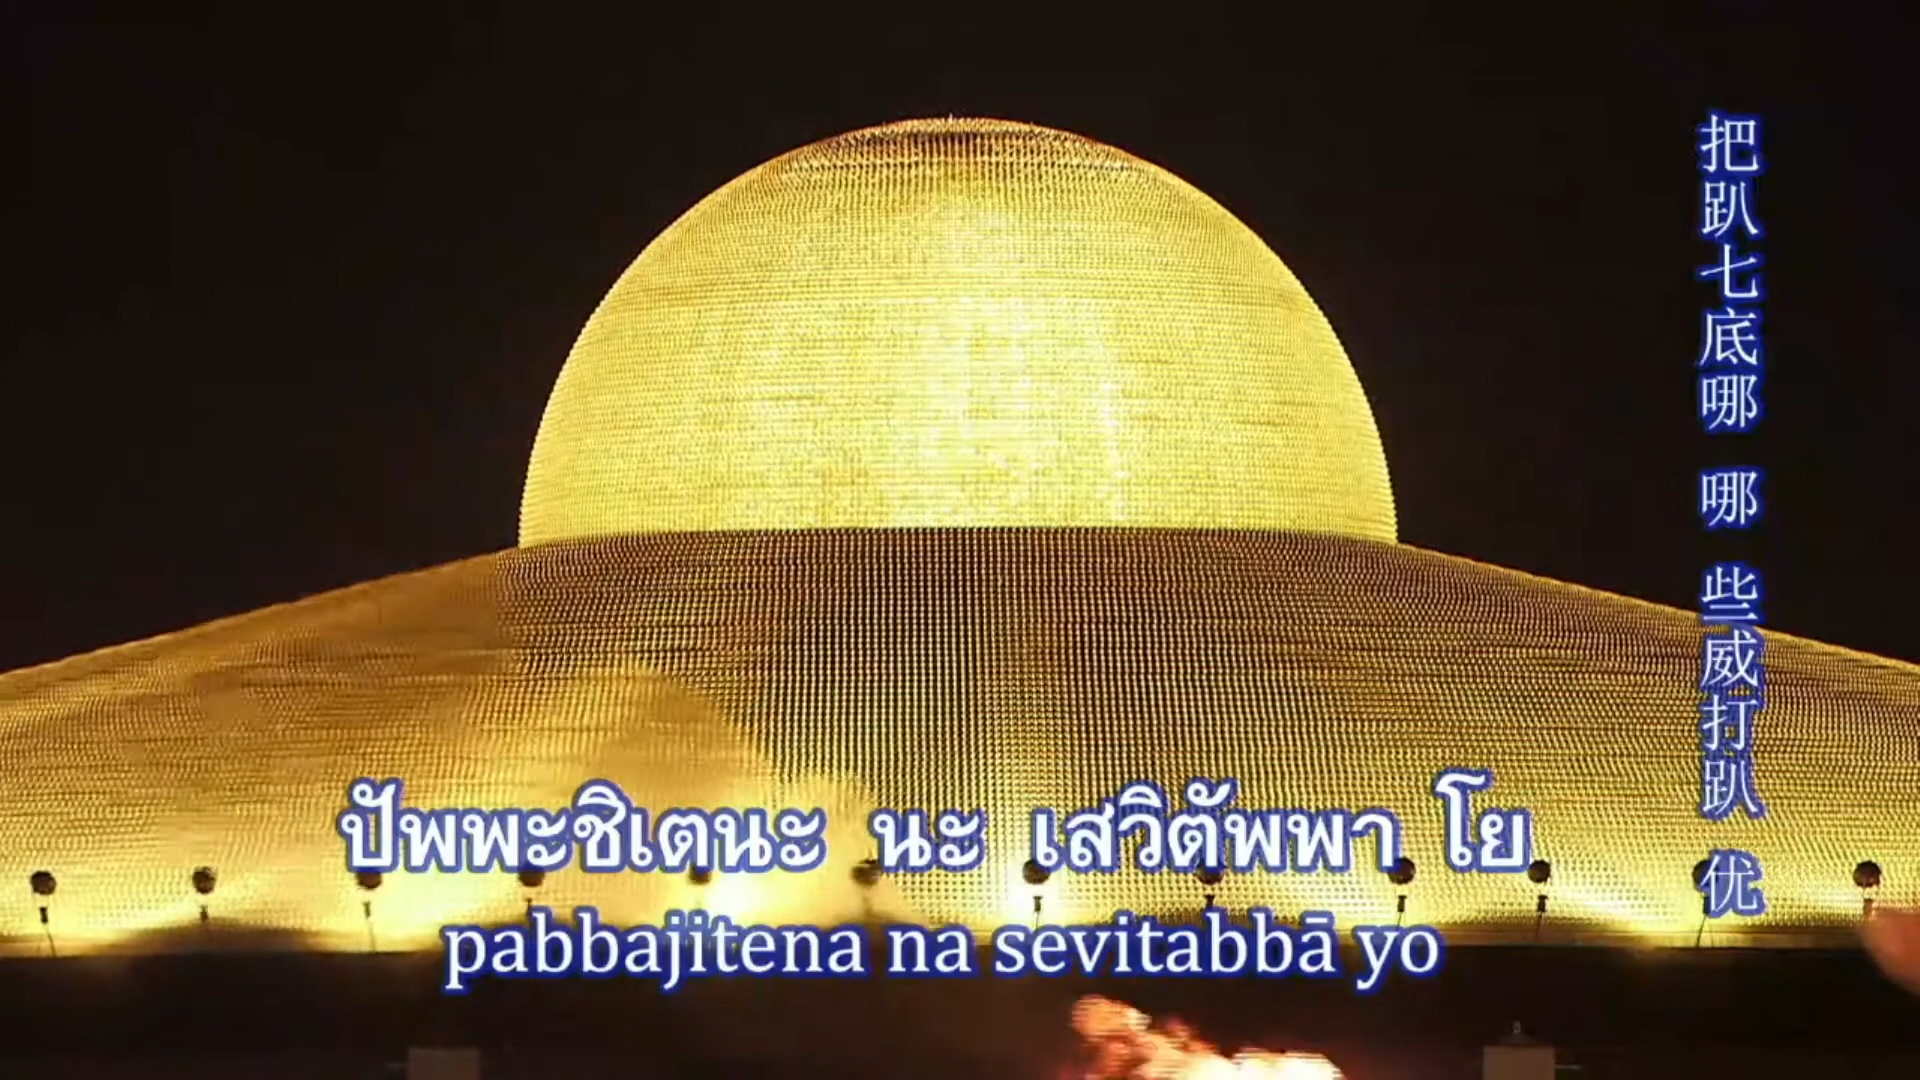 ปัพพะชิเตนะ นะ เสวิตัพพา โย
pabbajitena na sevitabbā yo
把趴七底哪 哪 些威打趴 优